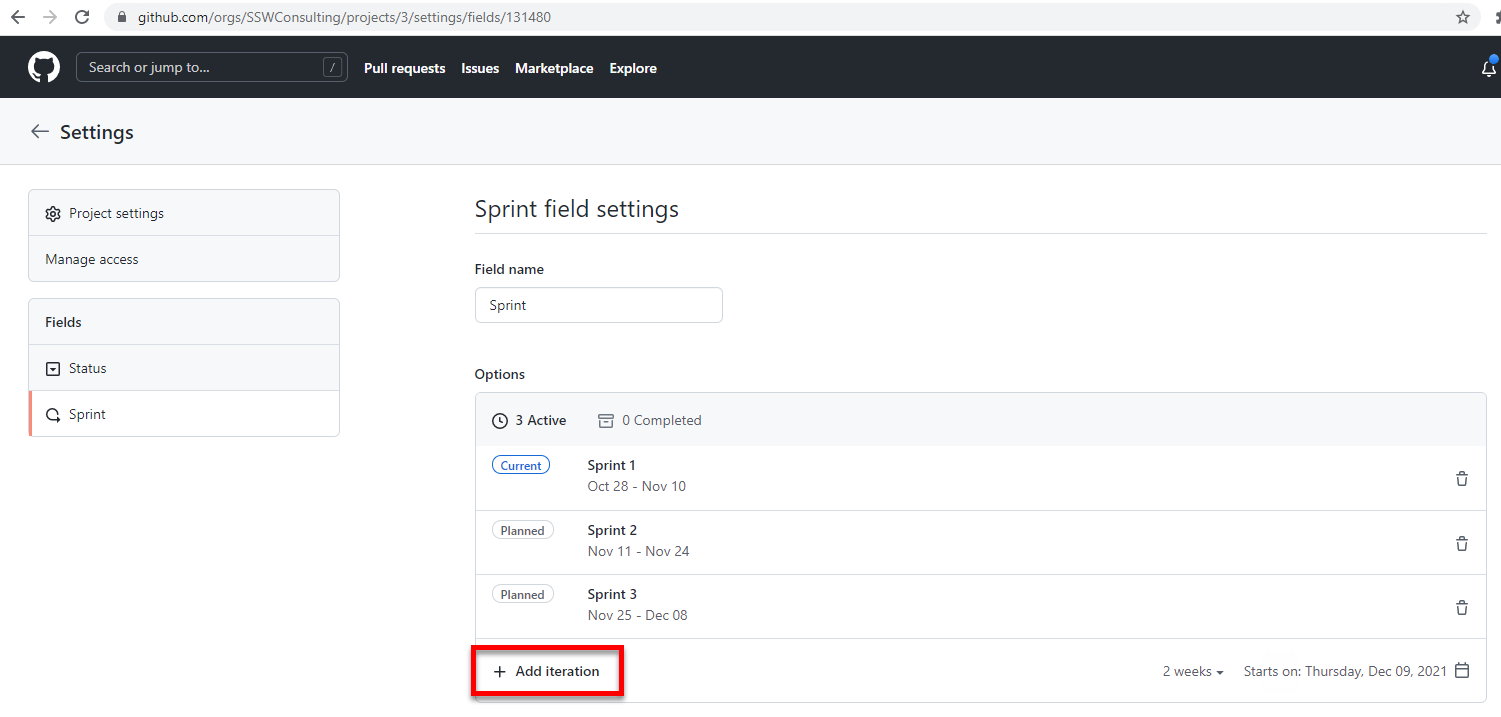 github.com/orgs/SSWConsulting/projects/3/settings/fields/131480
Search or jump to... /
Pull requests Issues Marketplace Explore
Settings
Project settings
Manage access
Fields
Status
Sprint
Sprint field settings
Field name
Sprint
Options
3 Active 0 Completed
Current Sprint 1
Oct 28 - Nov 10
Planned Sprint 2
Nov 11 - Nov 24
Planned Sprint 3
Nov 25 - Dec 08
+ Add iteration 2 weeks Starts on: Thursday, Dec 09, 2021